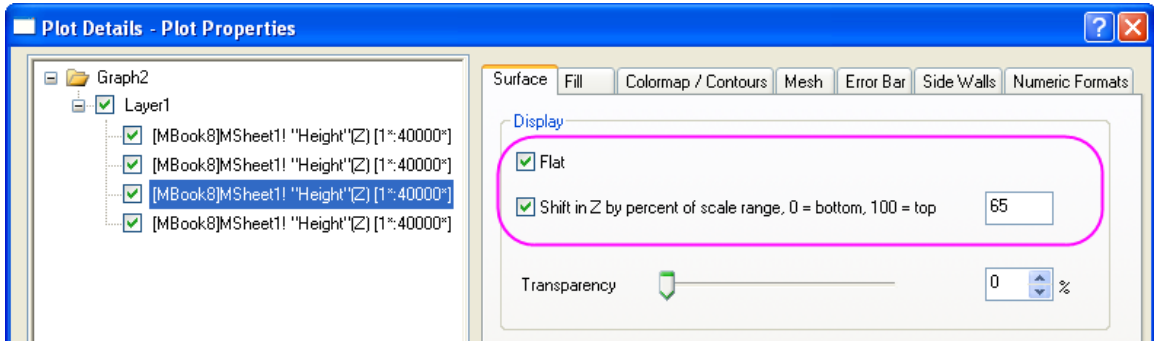 Plot Details - Plot Properties
Graph2
Layer1
[MBook8]MSheet1! "Height"(Z) [1*:40000*]
[MBook8]MSheet1! "Height"(Z) [1*:40000*]
[MBook8]MSheet1! "Height"(Z) [1*:40000*]
[MBook8]MSheet1! "Height"(Z) [1*:40000*]
Surface Fill Colormap / Contours Mesh Error Bar Side Walls Numeric Formats
Display
Flat
Shift in Z by percent of scale range, 0 = bottom, 100 = top 65
Transparency 0 %